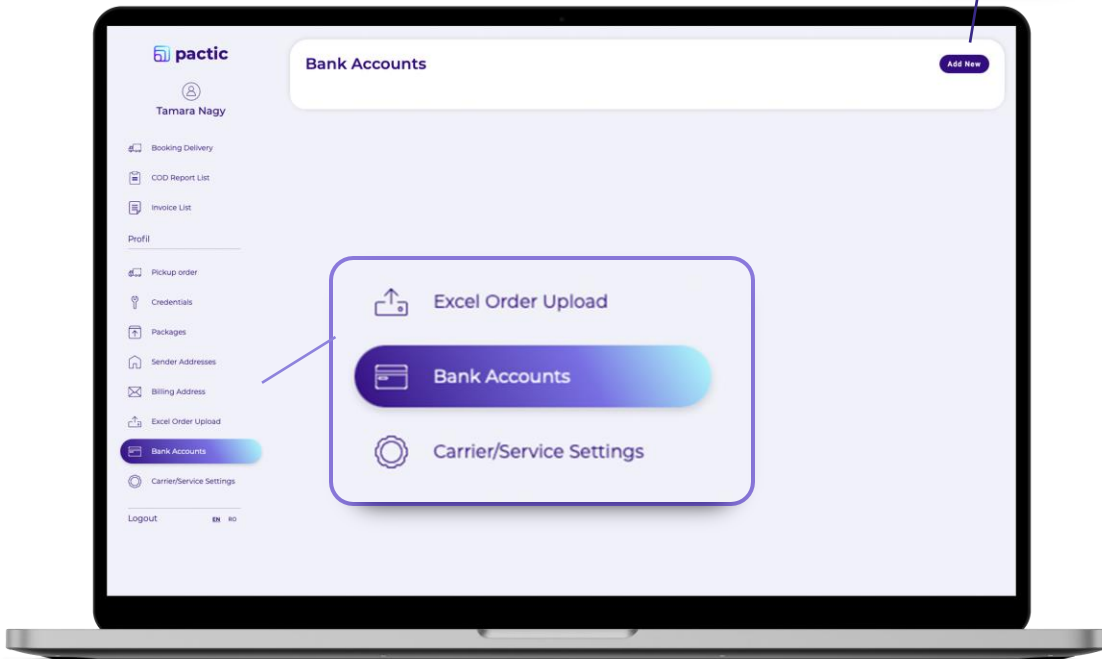 pactic
Tamara Nagy
Booking Delivery
COD Report List
Invoice List
Profil
Pickup order
Credentials
Packages
Sender Addresses
Billing Address
Excel Order Upload
Bank Accounts
Carrier/Service Settings
Logout
EN RO
Bank Accounts
Add New
Excel Order Upload
Bank Accounts
Carrier/Service Settings